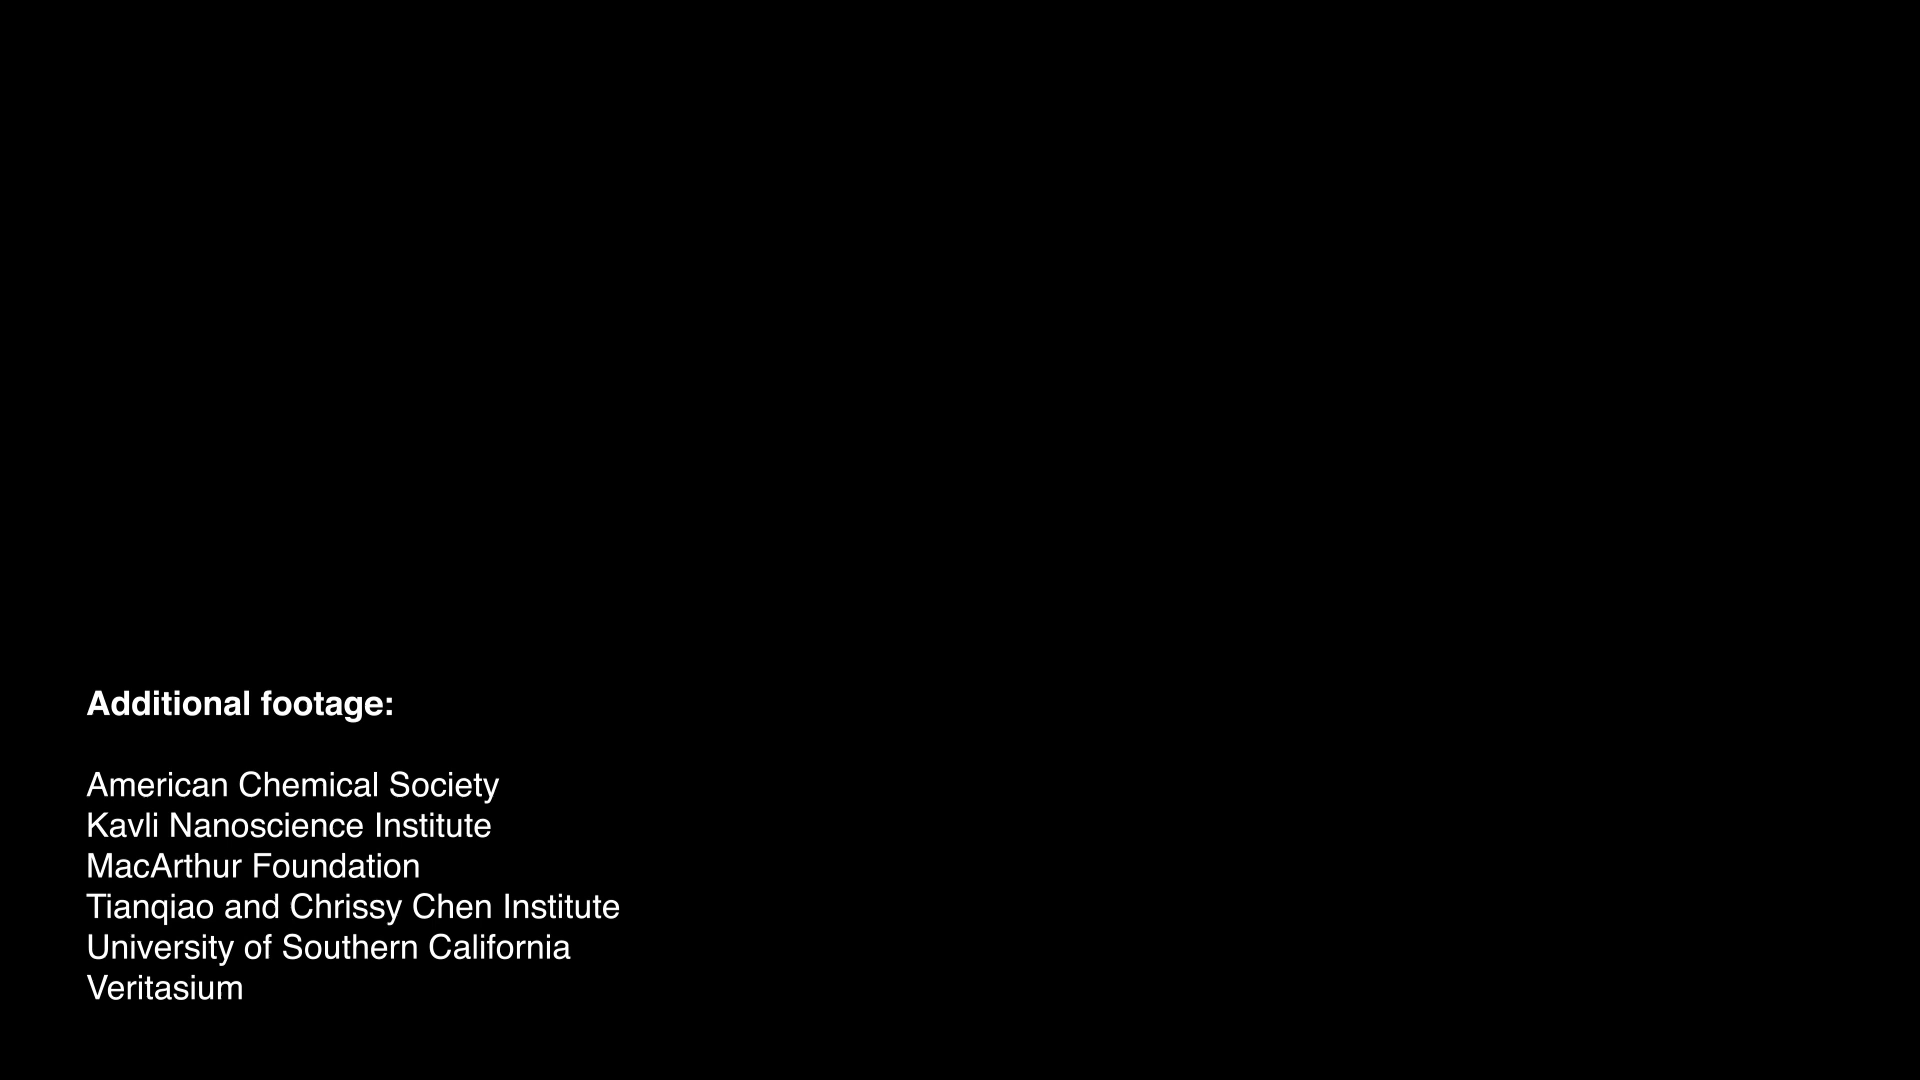 Additional footage:
American Chemical Society
Kavli Nanoscience Institute
MacArthur Foundation
Tianqiao and Chrissy Chen Institute
University of Southern California
Veritasium